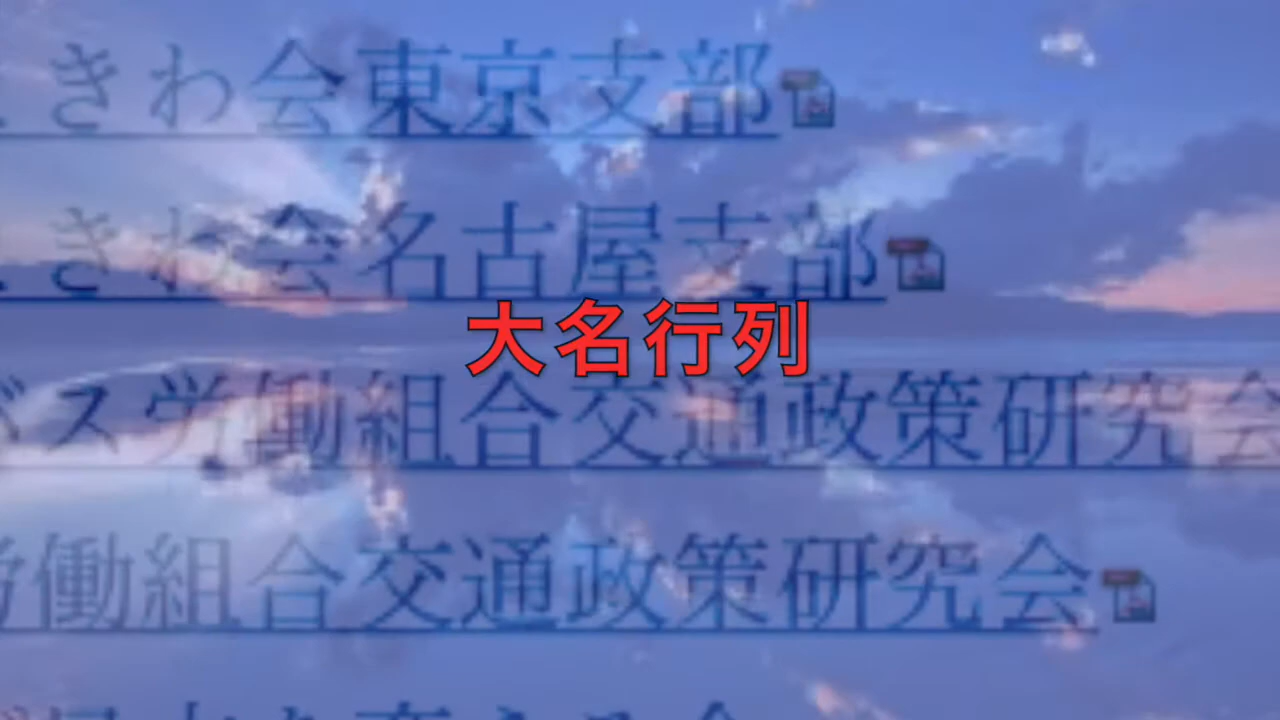 きわ会東京支部
きわ会名古屋支部
大名行列
バス労働組合交通政策研究会
労働組合交通政策研究会